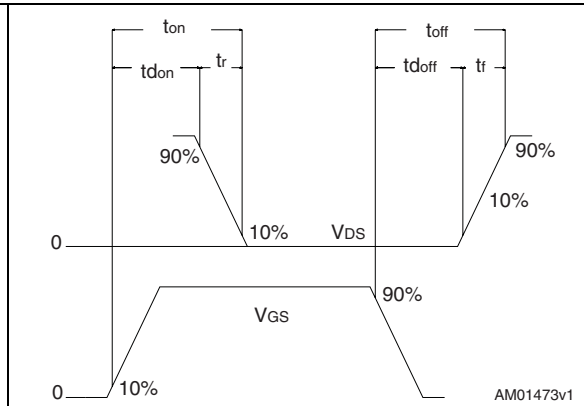 ton toff
tdon tr tdoff tf
90% 90%
10%
0 10% VDS
90%
VGS
0 10% AM01473v1